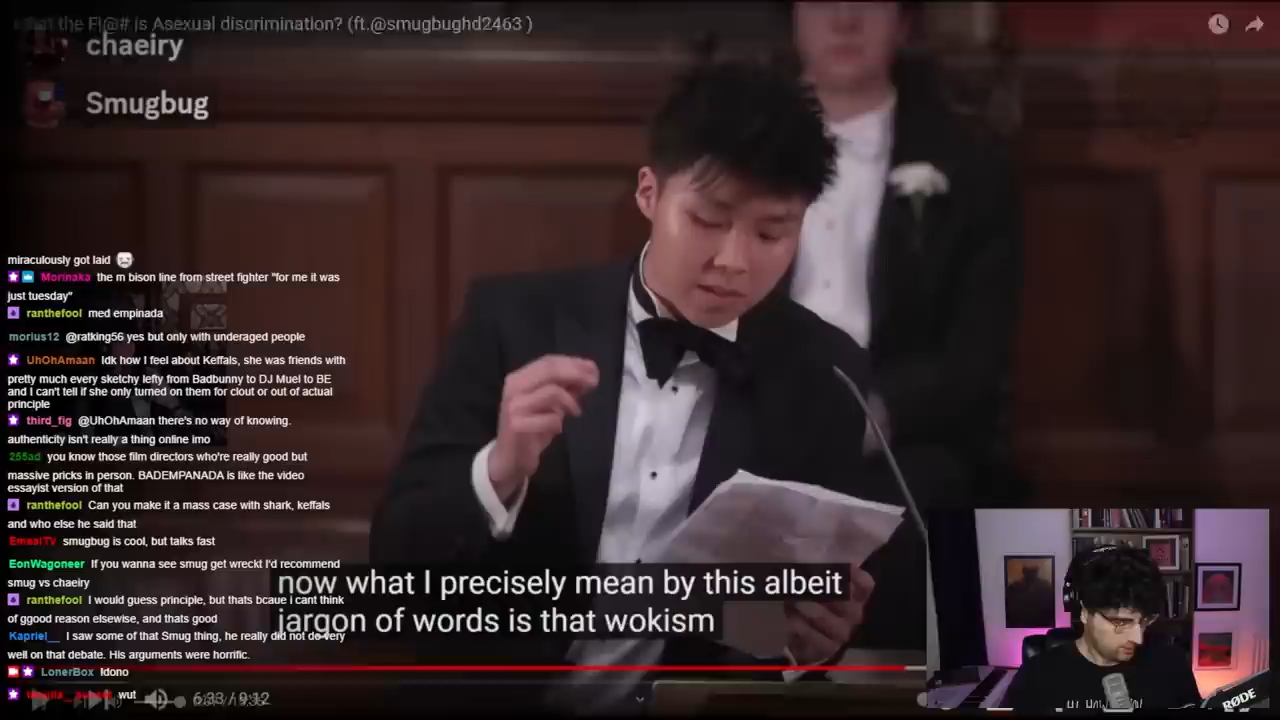 the F!@# is Asexual discrimination? (ft.@smugbughd2463 )
chaeiry
Smugbug
miraculously got laid
Morinaka the m bison line from street fighter "for me it was
just tuesday"
ranthefool med empinada
morius12 @ratking56 yes but only with underaged people
UhOhAmaan Idk how I feel about Keffals, she was friends with
pretty much every sketchy lefty from Badbunny to DJ Muel to BE
and I can't tell if she only turned on them for clout or out of actual
principle
third_fig @UhOhAmaan there's no way of knowing.
authenticity isn't really a thing online imo
255ad you know those film directors who're really good but
massive pricks in person. BADEMPANADA is like the video
essayist version of that
ranthefool Can you make it a mass case with shark, keffals
and who else he said that
EmsalTV smugbug is cool, but talks fast
EonWagoneer If you wanna see smug get wreckt I'd recommend
smug vs chaeiry
ranthefool I would guess principle, but thats bcaue i cant think
of ggood reason elsewhere, and thats good
Kapriel__ I saw some of that Smug thing, he really did not do very
well on that debate. His arguments were horrific.
LonerBox Idono
wut
now what I precisely mean by this albeit
jargon of words is that wokism
6:33 / 9:12
RØDE